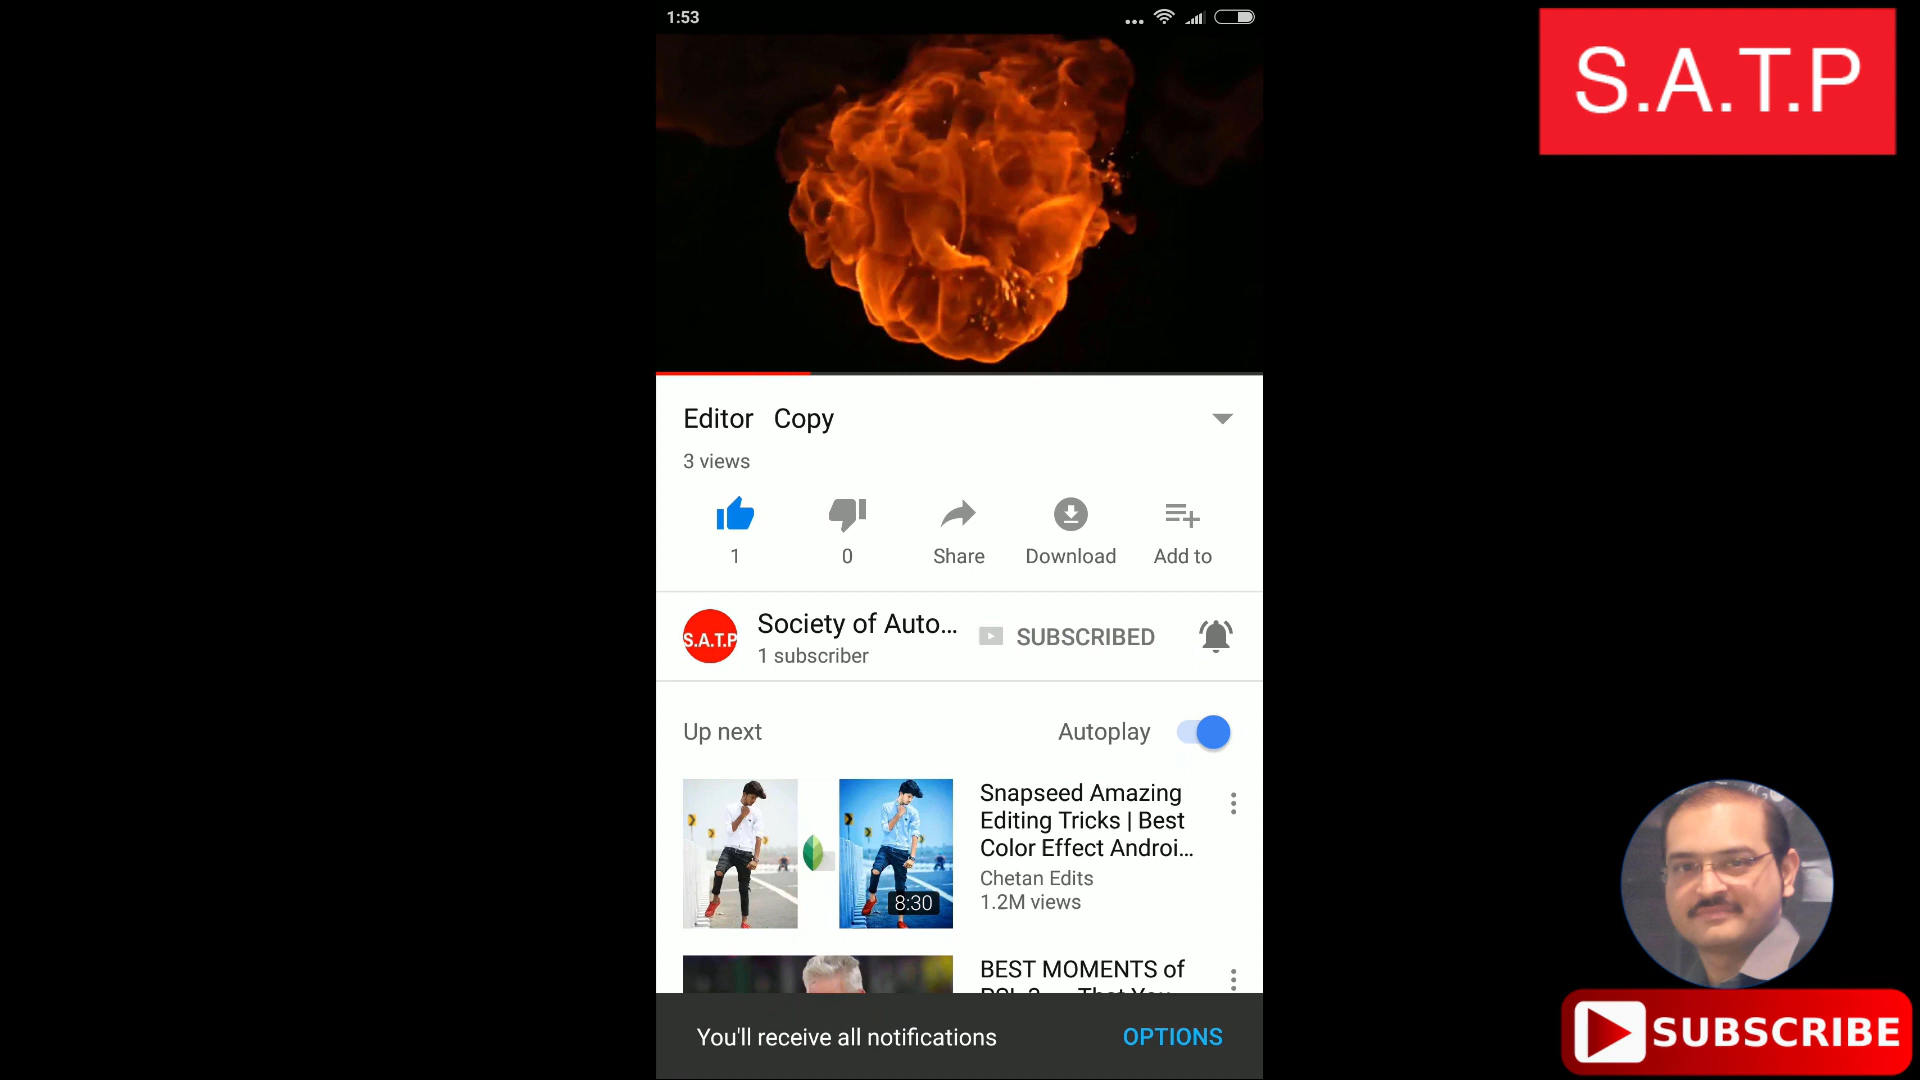 1:53
S.A.T.P
Editor Copy
3 views
1
0
Share
Download
Add to
S.A.T.P
Society of Auto...
1 subscriber
SUBSCRIBED
Up next
Autoplay
8:30
Snapseed Amazing
Editing Tricks | Best
Color Effect Androi...
Chetan Edits
1.2M views
BEST MOMENTS of
You'll receive all notifications
OPTIONS
SUBSCRIBE